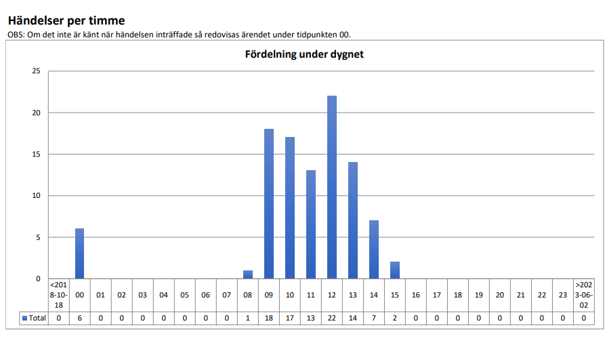 Händelser per timme
OBS: Om det inte är känt när händelsen inträffade så redovisas ärendet under tidpunkten 00.
Fördelning under dygnet
25
20
15
10
5
0
<201 8-10- 18 00 01 02 03 04 05 06 07 08 09 10 11 12 13 14 15 16 17 18 19 20 21 22 23 >202 3-06- 02
Total 0 6 0 0 0 0 0 0 0 1 18 17 13 22 14 7 2 0 0 0 0 0 0 0 0 0